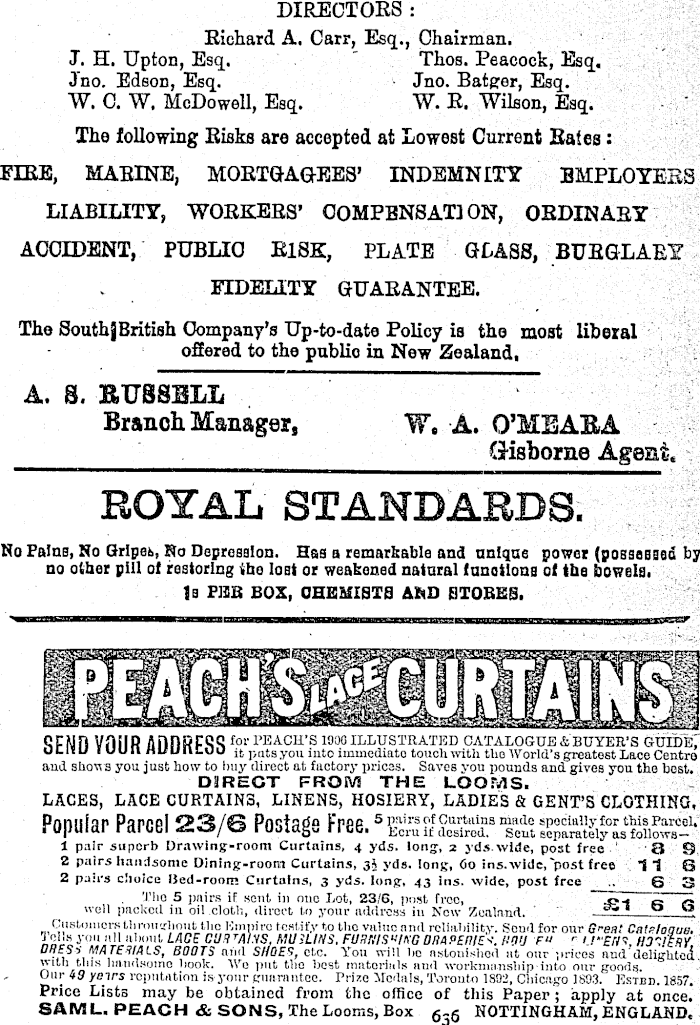 DIRECTORS :
Richard A. Carr, Esq., Chairman.
J. H. Upton, Esq. Thos. Peacock, Esq.
Jno. Edson, Esq. Jno. Batger, Esq.
W. C. W. McDowell, Esq. W. R. Wilson, Esq.
The following Risks are accepted at Lowest Current Rates :
FIRE, MARINE, MORTGAGEES' INDEMNITY EMPLOYERS
LIABILITY, WORKERS' COMPENSATION, ORDINARY
ACCIDENT, PUBLIC RISK, PLATE GLASS, BURGLARY
FIDELITY GUARANTEE.
The South British Company's Up-to-date Policy is the most liberal
offered to the public in New Zealand.
A. S. RUSSELL
Branch Manager,
W. A. O'MEARA
Gisborne Agent.
ROYAL STANDARDS.
No Pains, No Gripes, No Depression. Has a remarkable and unique power (possessed by
no other pill of restoring the lost or weakened natural functions of the bowels.
1s PER BOX, CHEMISTS AND STORES.
PEACH'S LACE CURTAINS
SEND YOUR ADDRESS for PEACH'S 1906 ILLUSTRATED CATALOGUE & BUYER'S GUIDE,
it puts you into immediate touch with the World's greatest Lace Centre
and shows you just how to buy direct at factory prices. Saves you pounds and gives you the best.
DIRECT FROM THE LOOMS.
LACES, LACE CURTAINS, LINENS, HOSIERY, LADIES & GENT'S CLOTHING.
Popular Parcel 23/6 Postage Free. 5 pairs of Curtains made specially for this Parcel.
Ecru if desired. Sent separately as follows—
1 pair superb Drawing-room Curtains, 4 yds. long, 2 yds. wide, post free 8 9
2 pairs handsome Dining-room Curtains, 3½ yds. long, 60 ins. wide, post free 11 6
2 pairs choice Bed-room Curtains, 3 yds. long, 43 ins. wide, post free .. 6 3
The 5 pairs if sent in one Lot, 23/6, post free,
well packed in oil cloth, direct to your address in New Zealand. £1 6 6
Customers throughout the Empire testify to the value and reliability. Send for our Great Catalogue.
Tells you all about LACE CURTAINS, MUSLINS, FURNISHING DRAPERIES, LINENS, HOSIERY,
DRESS MATERIALS, BOOTS and SHOES, etc. You will be astonished at our prices and delighted
with this handsome book. We put the best materials and workmanship into our goods.
Our 49 years reputation is your guarantee. Prize Medals, Toronto 1892, Chicago 1893. ESTBD. 1857.
Price Lists may be obtained from the office of this Paper ; apply at once.
SAML. PEACH & SONS, The Looms, Box 636 NOTTINGHAM, ENGLAND.